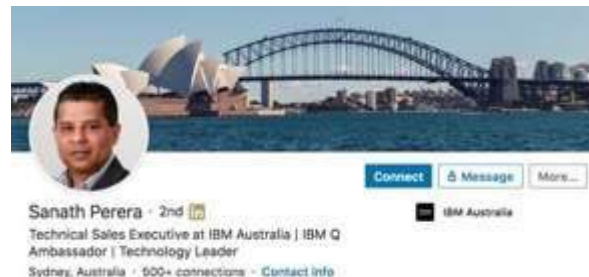 Connect
Message
More...
Sanath Perera · 2nd in
IBM Australia
Technical Sales Executive at IBM Australia | IBM Q
Ambassador | Technology Leader
Sydney, Australia · 500+ connections · Contact info